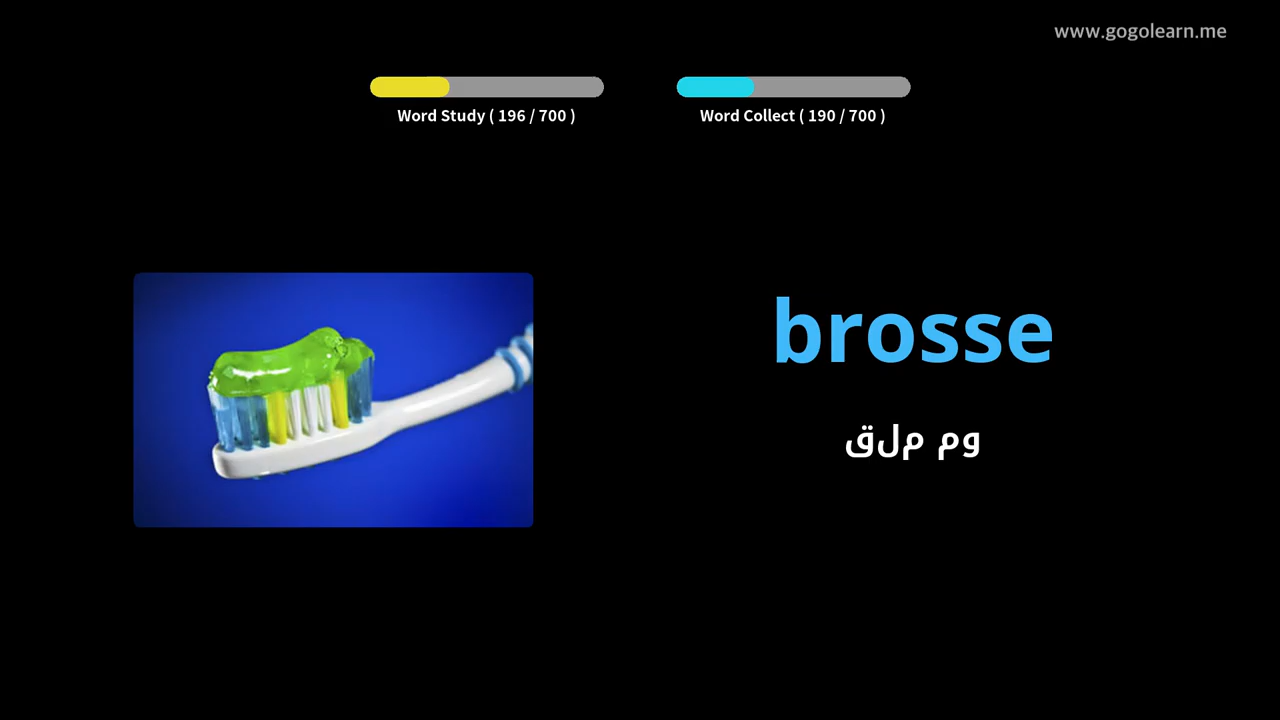 www.gogolearn.me
Word Study ( 196 / 700 )
Word Collect ( 190 / 700 )
brosse
وم ملق